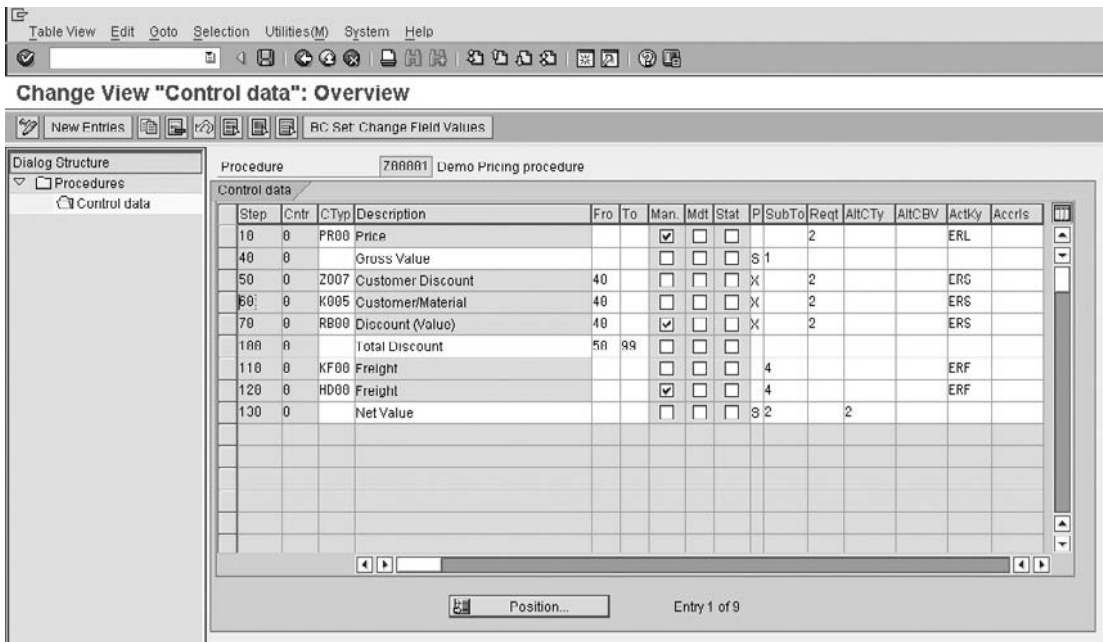 Table View Edit Goto Selection Utilities(M) System Help
Change View "Control data": Overview
New Entries BC Set: Change Field Values
Dialog Structure
Procedures
Control data
Procedure Z00001 Demo Pricing procedure
Control data
Step Cntr CTyp Description Fro To Man. Mdt Stat P SubTo Reqt AltCTy AltCBV ActKy Accrls
10 0 PR00 Price 2 ERL
40 0 Gross Value S 1
50 0 Z007 Customer Discount 40 X 2 ERS
60 0 K005 Customer/Material 40 X 2 ERS
70 0 RB00 Discount (Value) 40 X 2 ERS
100 0 Total Discount 50 99
110 0 KF00 Freight 4 ERF
120 0 HD00 Freight 4 ERF
130 0 Net Value S 2 2
Position... Entry 1 of 9